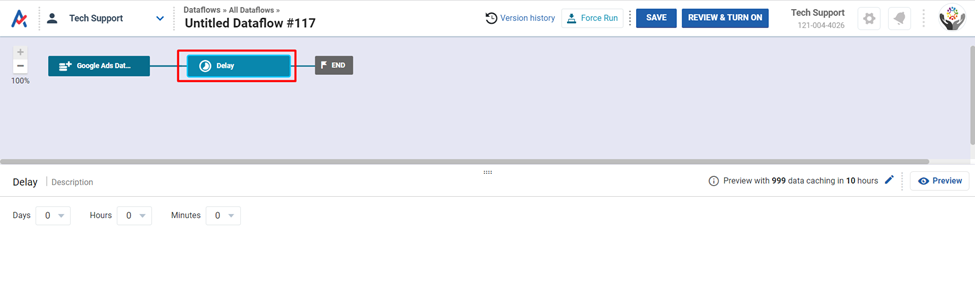 Tech Support
Dataflows » All Dataflows »
Untitled Dataflow #117
Version history
Force Run
SAVE
REVIEW & TURN ON
Tech Support
121-004-4026
100%
Google Ads Dat...
Delay
END
Delay
Description
Preview with 999 data caching in 10 hours
Preview
Days 0 Hours 0 Minutes 0